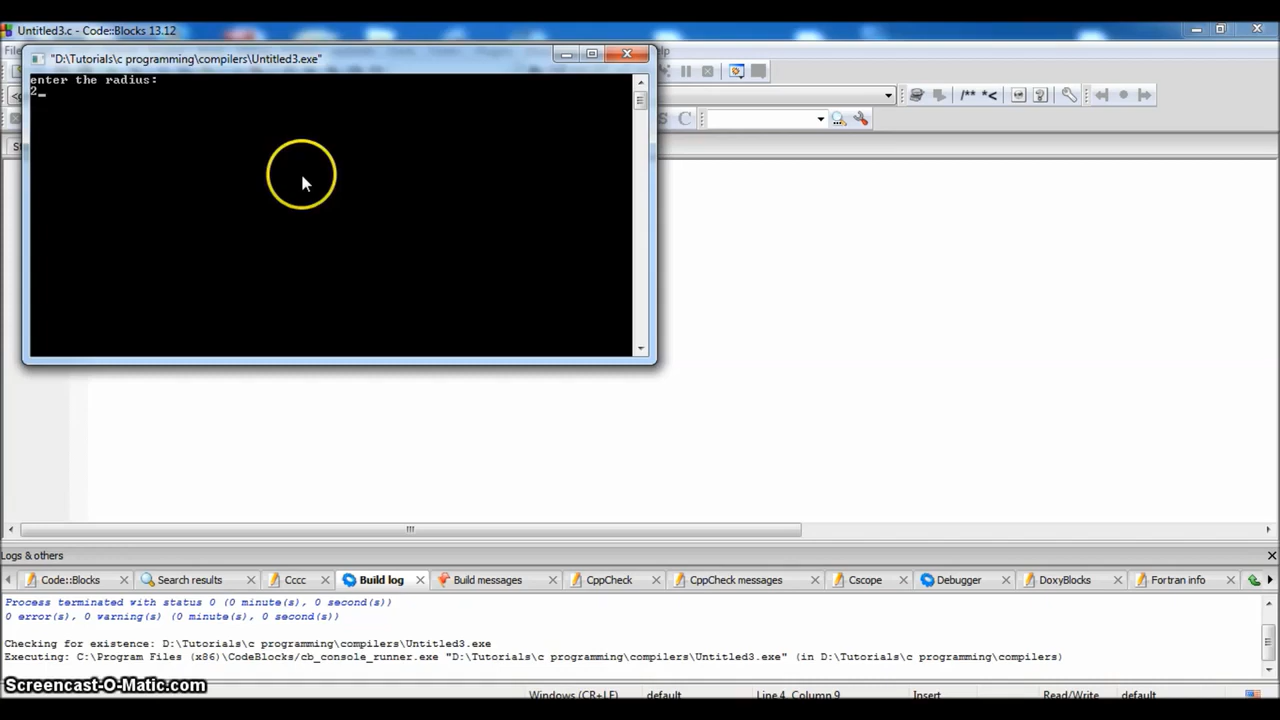 Untitled3.c - Code::Blocks 13.12
"D:\Tutorials\c programming\compilers\Untitled3.exe"
enter the radius:
2_
/** *<
S C
Logs & others
Code::Blocks Search results Cccc Build log Build messages CppCheck CppCheck messages Cscope Debugger DoxyBlocks Fortran info
Process terminated with status 0 (0 minute(s), 0 second(s))
0 error(s), 0 warning(s) (0 minute(s), 0 second(s))
Checking for existence: D:\Tutorials\c programming\compilers\Untitled3.exe
Executing: C:\Program Files (x86)\CodeBlocks/cb_console_runner.exe "D:\Tutorials\c programming\compilers\Untitled3.exe" (in D:\Tutorials\c programming\compilers)
Screencast-O-Matic.com
Windows (CR+LF) default Line 4, Column 9 Insert Read/Write default